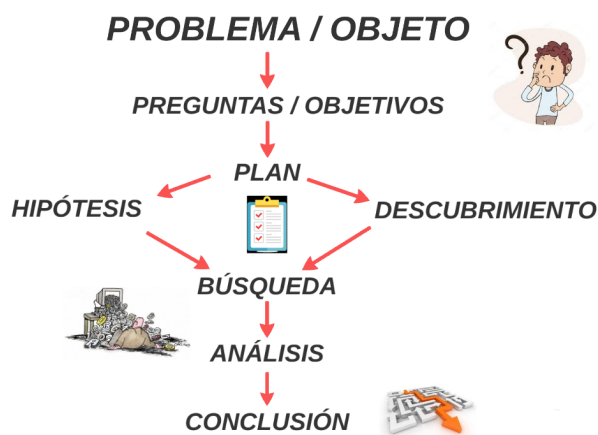 PROBLEMA / OBJETO
PREGUNTAS / OBJETIVOS
PLAN
HIPÓTESIS
DESCUBRIMIENTO
BÚSQUEDA
ANÁLISIS
CONCLUSIÓN